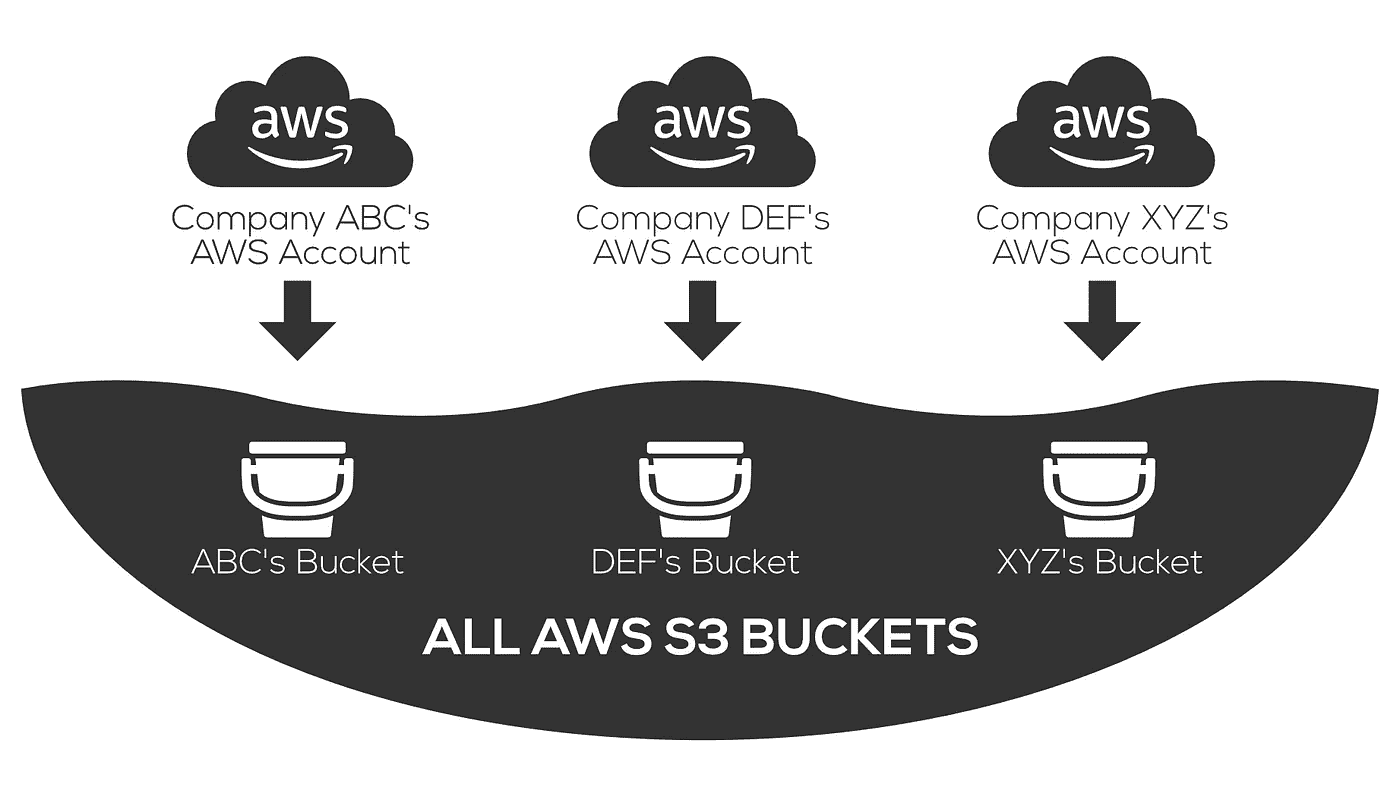 aws
aws
aws
Company ABC's
AWS Account
Company DEF's
AWS Account
Company XYZ's
AWS Account
ABC's Bucket
DEF's Bucket
XYZ's Bucket
ALL AWS S3 BUCKETS